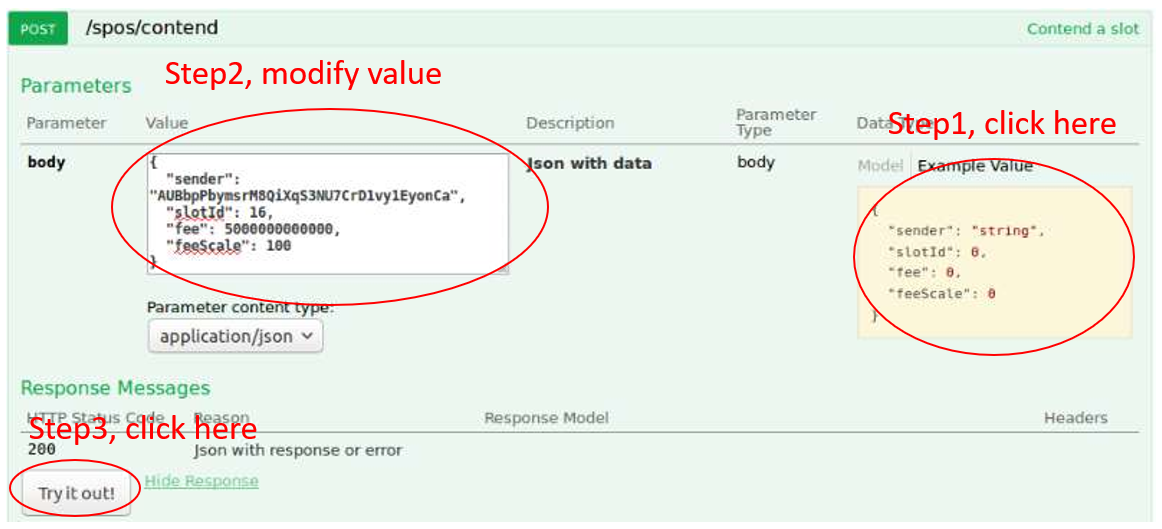 POST /spos/contend Contend a slot
Step2, modify value
Parameters
Parameter Value Description Parameter Type Data Type
Step1, click here
body
{
"sender":
"AUBbpPbymsrM8QiXqS3NU7CrD1vy1EyonCa",
"slotId": 16,
"fee": 5000000000000,
"feeScale": 100
}
Json with data
body
Model Example Value
{
"sender": "string",
"slotId": 0,
"fee": 0,
"feeScale": 0
}
Parameter content type:
application/json
Response Messages
HTTP Status Code Reason Response Model Headers
Step3, click here
200 Json with response or error
Try it out! Hide Response